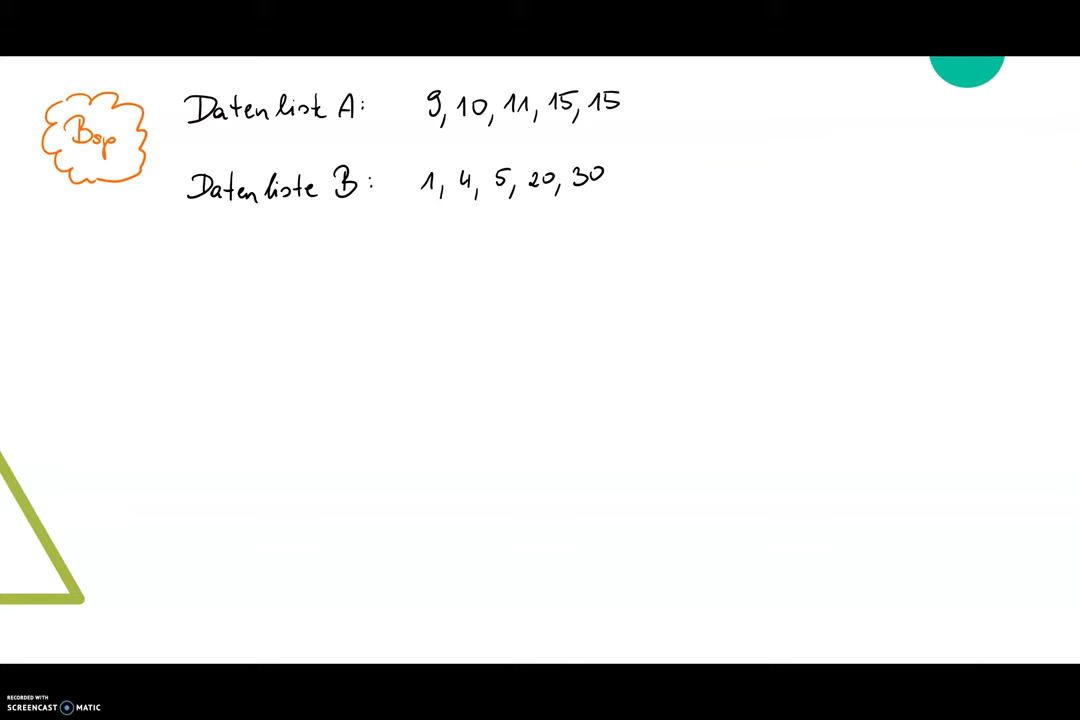 Bsp
Datenlist A: 9, 10, 11, 15, 15
Datenliste B: 1, 4, 5, 20, 30
RECORDED WITH
SCREENCAST MATIC